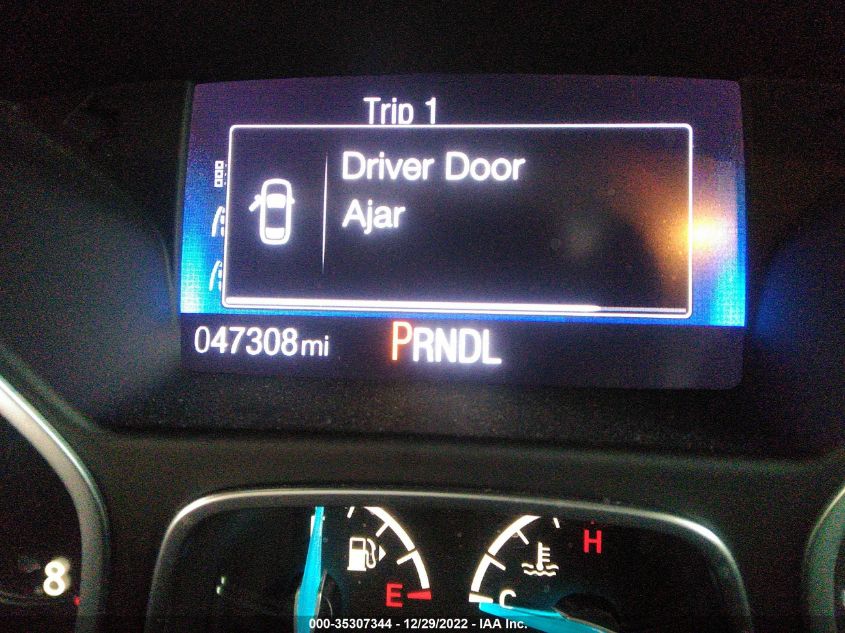 Trip 1
Driver Door
Ajar
047308mi PRNDL
8
E
H
C
000-35307344 - 12/29/2022 - IAA Inc.